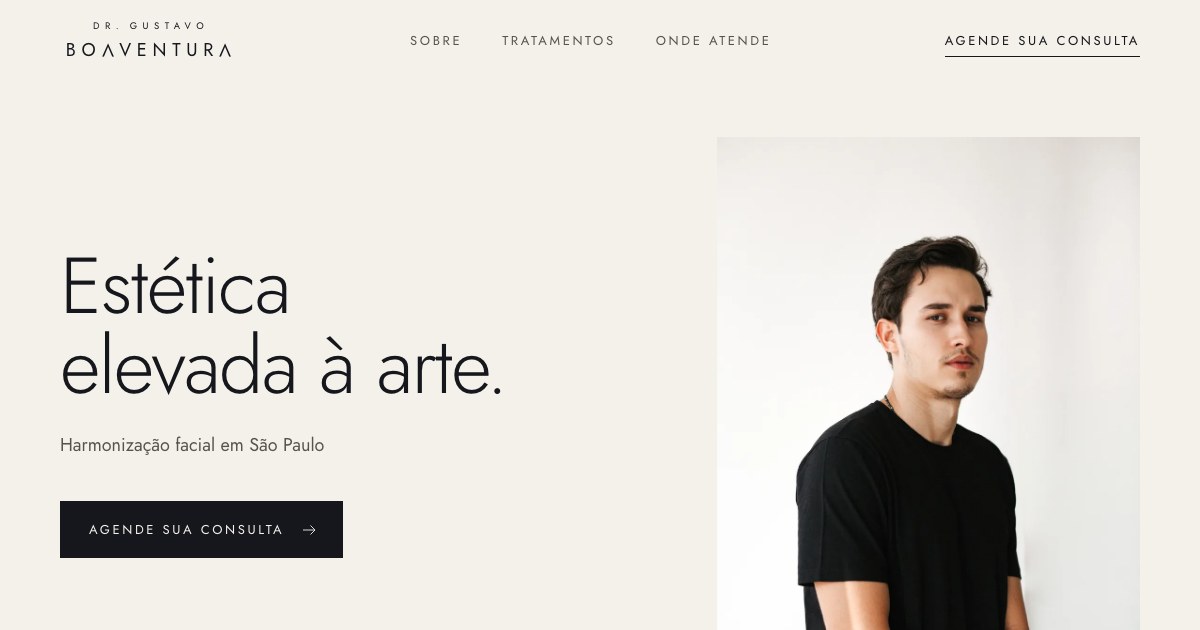 DR. GUSTAVO
BOAVENTURA
SOBRE
TRATAMENTOS
ONDE ATENDE
AGENDE SUA CONSULTA
Estética
elevada à arte.
Harmonização facial em São Paulo
AGENDE SUA CONSULTA →